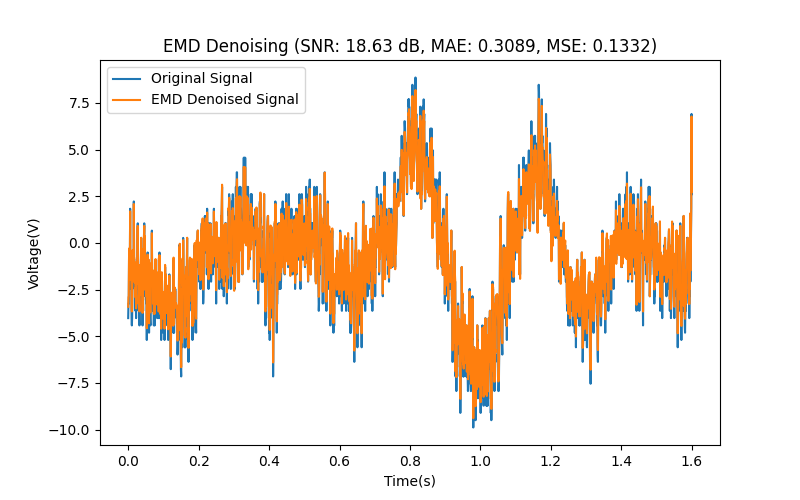 EMD Denoising (SNR: 18.63 dB, MAE: 0.3089, MSE: 0.1332)
Original Signal
EMD Denoised Signal
7.5
5.0
2.5
0.0
−2.5
−5.0
−7.5
−10.0
Voltage(V)
0.0 0.2 0.4 0.6 0.8 1.0 1.2 1.4 1.6
Time(s)